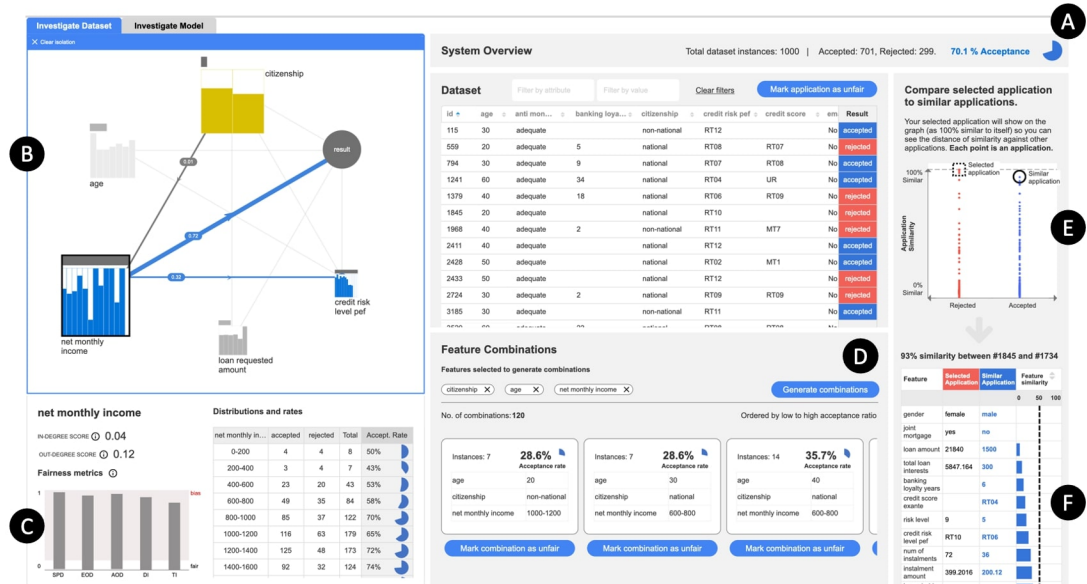 Investigate Dataset Investigate Model
Clear isolation
A
System Overview Total dataset instances: 1000 | Accepted: 701, Rejected: 299. 70.1 % Acceptance
B
citizenship
result
0.01
age
0.72
0.32
credit risk
level pef
net monthly
income
loan requested
amount
Dataset Filter by attribute Filter by value Clear filters Mark application as unfair
id age anti mon... banking loya... citizenship credit risk pef credit score em Result
115 30 adequate non-national RT12 No accepted
559 20 adequate 5 national RT08 RT07 No rejected
794 30 adequate 9 national RT07 RT08 No accepted
1241 60 adequate 34 national RT04 UR No accepted
1379 40 adequate 18 national RT06 RT09 No rejected
1845 20 adequate national RT10 No rejected
1968 40 adequate 2 non-national RT11 MT7 No rejected
2411 40 adequate national RT12 No accepted
2428 50 adequate national RT02 MT1 No accepted
2433 50 adequate national RT12 No rejected
2724 30 adequate 2 national RT09 RT09 No rejected
3185 30 adequate non-national RT11 No accepted
Compare selected application
to similar applications.
Your selected application will show on the
graph (as 100% similar to itself) so you can
see the distance of similarity against other
applications. Each point is an application.
100%
Similar
Selected
application
Similar
application
E
Application
Similarity
0%
Similar
Rejected Accepted
93% similarity between #1845 and #1734
Feature Selected Application Similar Application Feature similarity
0 50 100
gender female male
joint mortgage yes no
loan amount 21840 1500
total loan interests 5847.164 300
banking loyalty years 6
credit score exante RT04
F
risk level 9 5
credit risk level pef RT10 RT06
num of instalments 72 36
instalment amount 399.2016 200.12
Feature Combinations
D
Features selected to generate combinations
citizenship X age X net monthly income X Generate combinations
No. of combinations:120 Ordered by low to high acceptance ratio
Instances: 7 28.6%
Acceptance rate
age 20
citizenship non-national
net monthly income 1000-1200
Mark combination as unfair
Instances: 7 28.6%
Acceptance rate
age 30
citizenship national
net monthly income 600-800
Mark combination as unfair
Instances: 14 35.7%
Acceptance rate
age 40
citizenship national
net monthly income 600-800
Mark combination as unfair
net monthly income
IN-DEGREE SCORE 0.04
OUT-DEGREE SCORE 0.12
Fairness metrics
1 bias
C
0 fair
SPD EOD AOD DI TI
Distributions and rates
net monthly in... accepted rejected Total Accept. Rate
0-200 4 4 8 50%
200-400 3 4 7 43%
400-600 23 20 43 53%
600-800 49 35 84 58%
800-1000 85 37 122 70%
1000-1200 116 63 179 65%
1200-1400 125 48 173 72%
1400-1600 92 32 124 74%